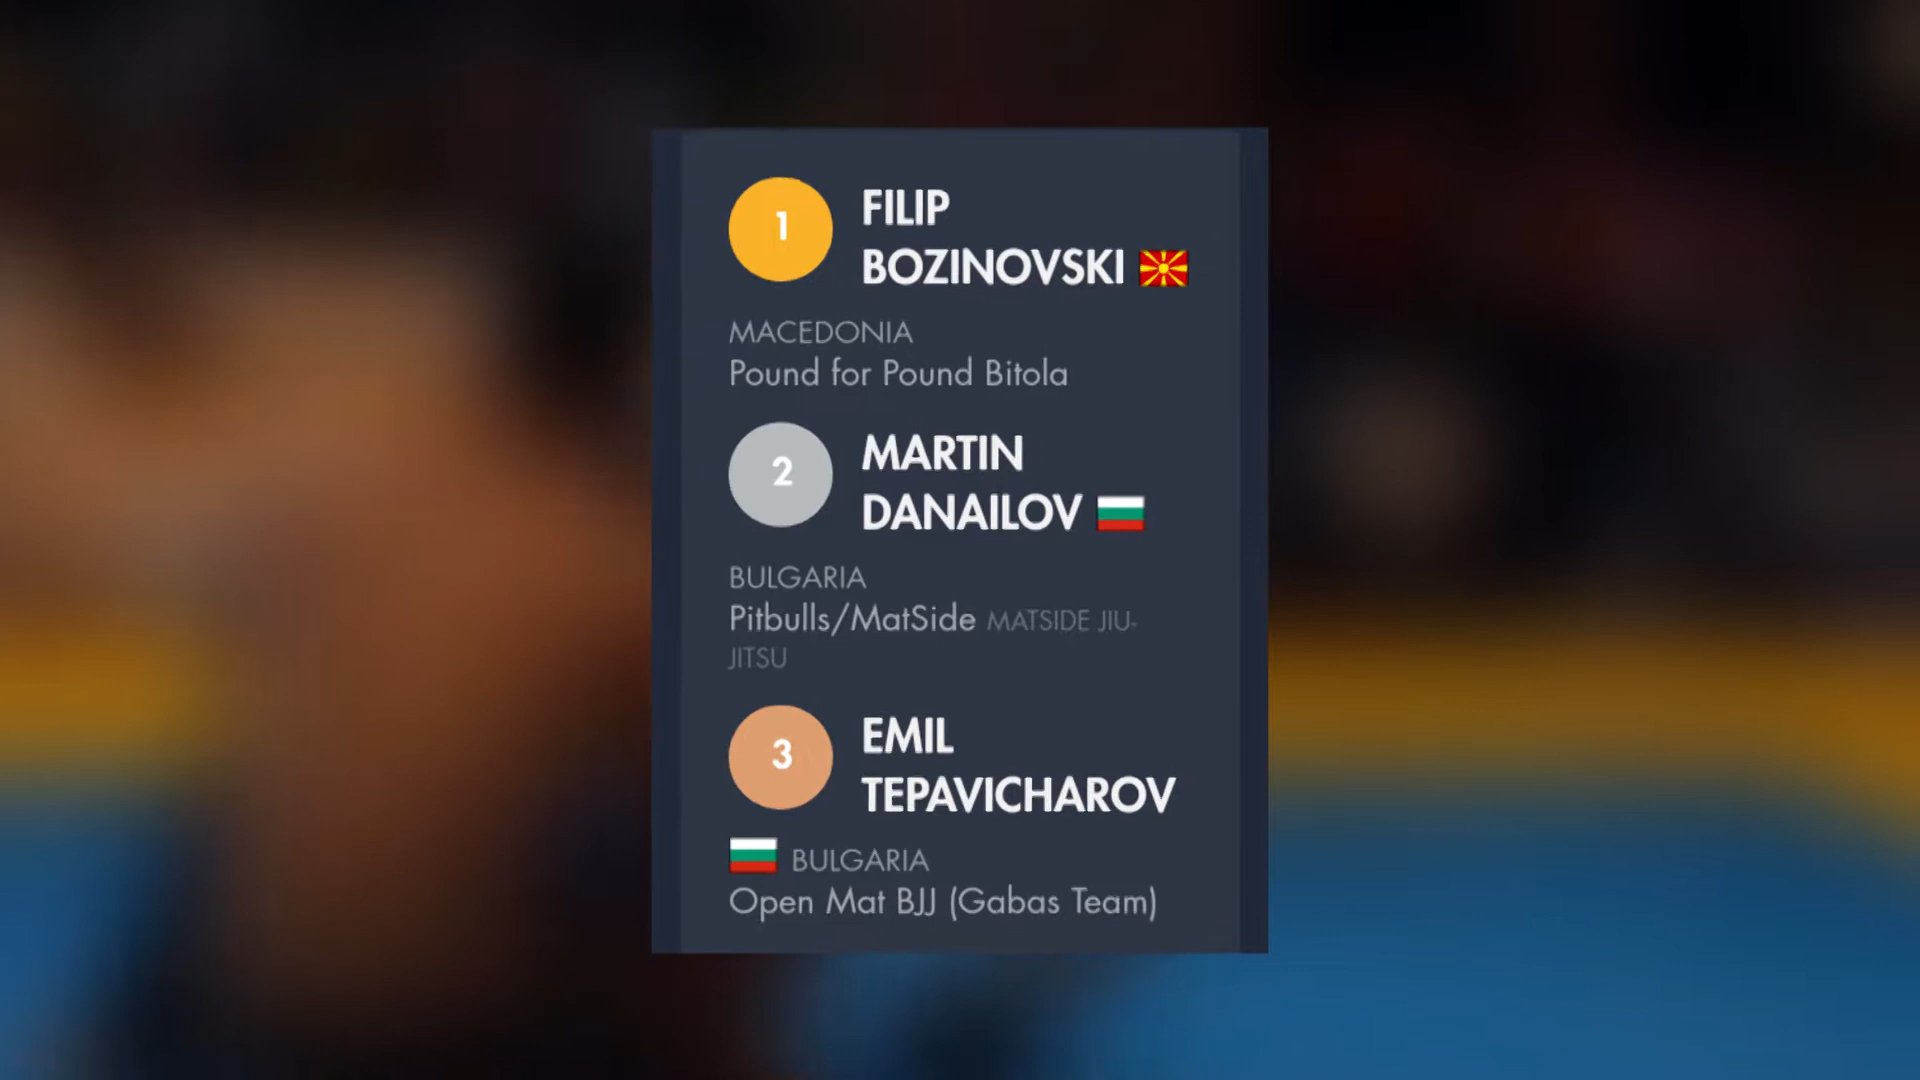 1
FILIP
BOZINOVSKI
MACEDONIA
Pound for Pound Bitola
2
MARTIN
DANAILOV
BULGARIA
Pitbulls/MatSide MATSIDE JIU-
JITSU
3
EMIL
TEPAVICHAROV
BULGARIA
Open Mat BJJ (Gabas Team)